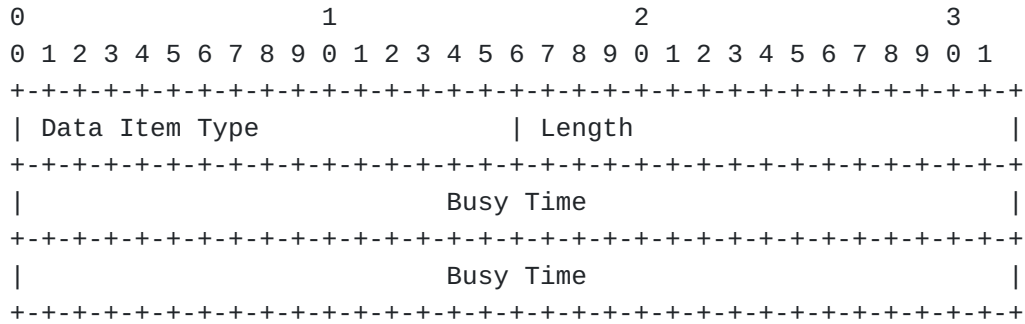 0                   1                   2                   3
0 1 2 3 4 5 6 7 8 9 0 1 2 3 4 5 6 7 8 9 0 1 2 3 4 5 6 7 8 9 0 1
+-+-+-+-+-+-+-+-+-+-+-+-+-+-+-+-+-+-+-+-+-+-+-+-+-+-+-+-+-+-+-+-+
| Data Item Type                | Length                        |
+-+-+-+-+-+-+-+-+-+-+-+-+-+-+-+-+-+-+-+-+-+-+-+-+-+-+-+-+-+-+-+-+
|                           Busy Time                           |
+-+-+-+-+-+-+-+-+-+-+-+-+-+-+-+-+-+-+-+-+-+-+-+-+-+-+-+-+-+-+-+-+
|                           Busy Time                           |
+-+-+-+-+-+-+-+-+-+-+-+-+-+-+-+-+-+-+-+-+-+-+-+-+-+-+-+-+-+-+-+-+